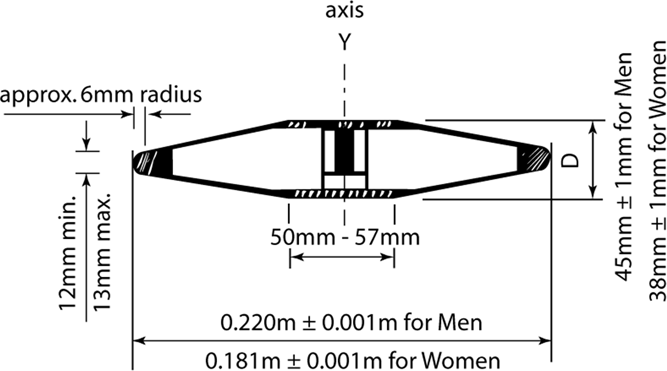 axis
Y
approx. 6mm radius
12mm min.
13mm max.
50mm - 57mm
D
45mm ± 1mm for Men
38mm ± 1mm for Women
0.220m ± 0.001m for Men
0.181m ± 0.001m for Women